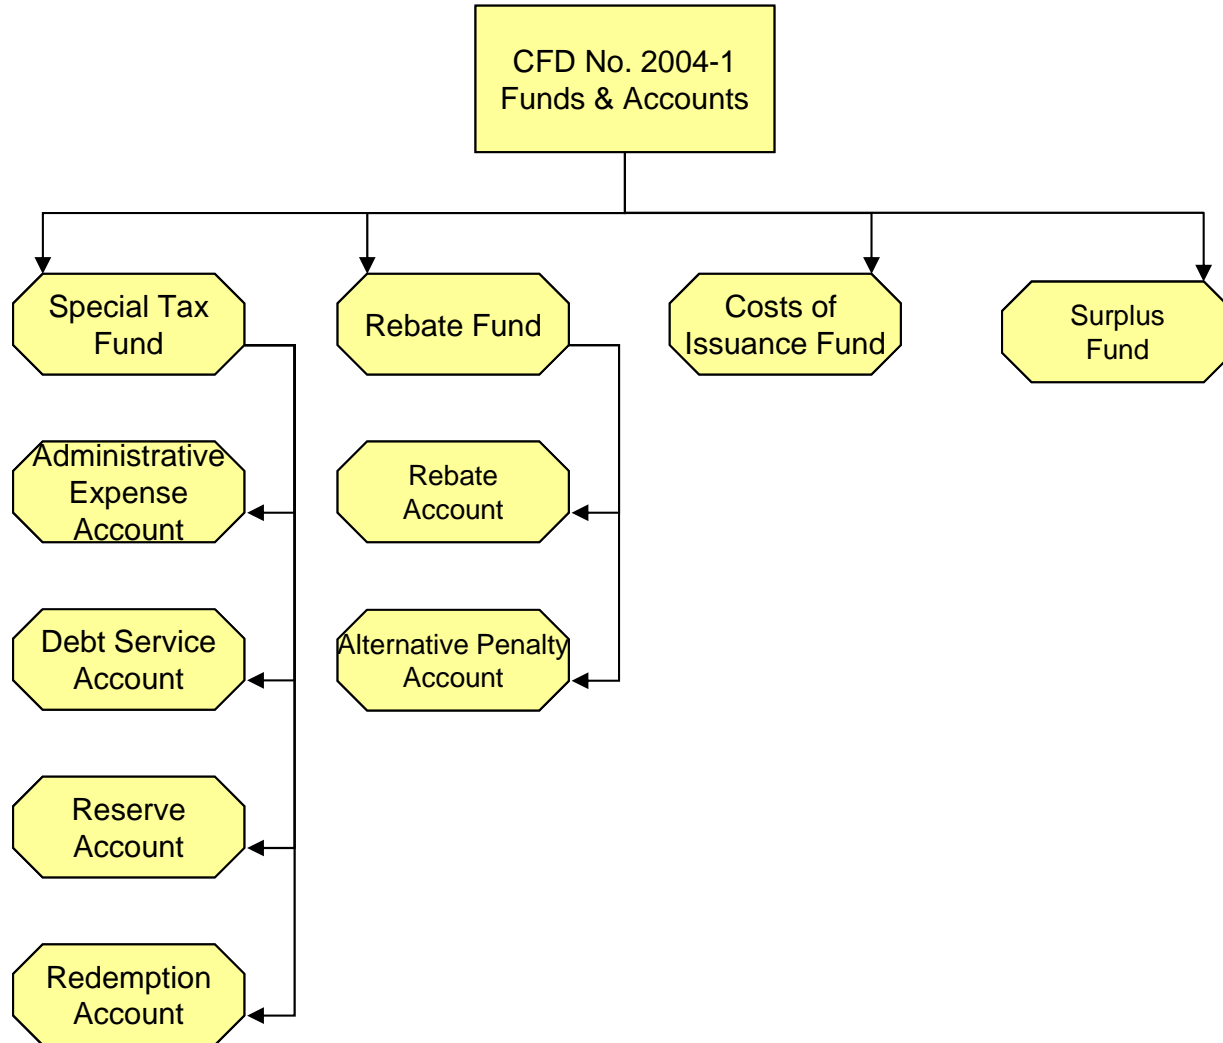 CFD No. 2004-1
Funds & Accounts
Special Tax
Fund
Rebate Fund
Costs of
Issuance Fund
Surplus
Fund
Administrative
Expense
Account
Rebate
Account
Debt Service
Account
Alternative Penalty
Account
Reserve
Account
Redemption
Account